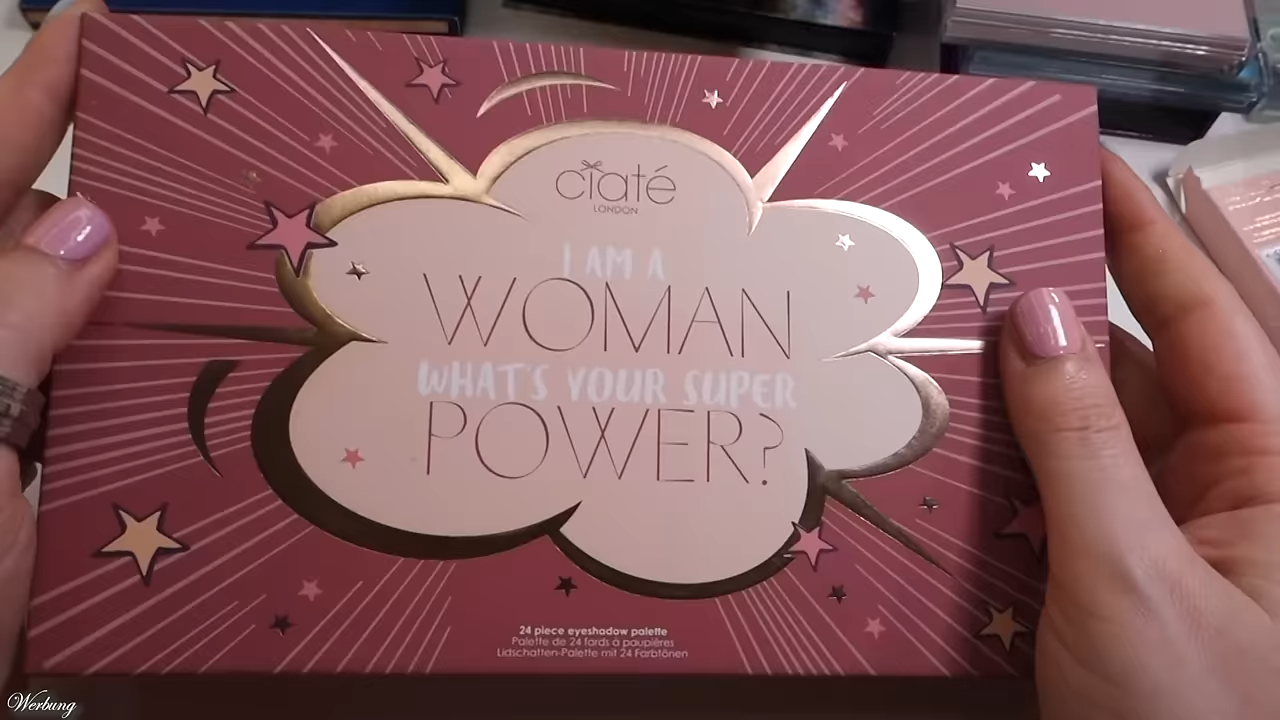 ciaté
LONDON
I AM A
WOMAN
WHAT'S YOUR SUPER
POWER?
24 piece eyeshadow palette
Palette de 24 fards à paupières
Lidschatten-Palette mit 24 Farbtönen
Werbung